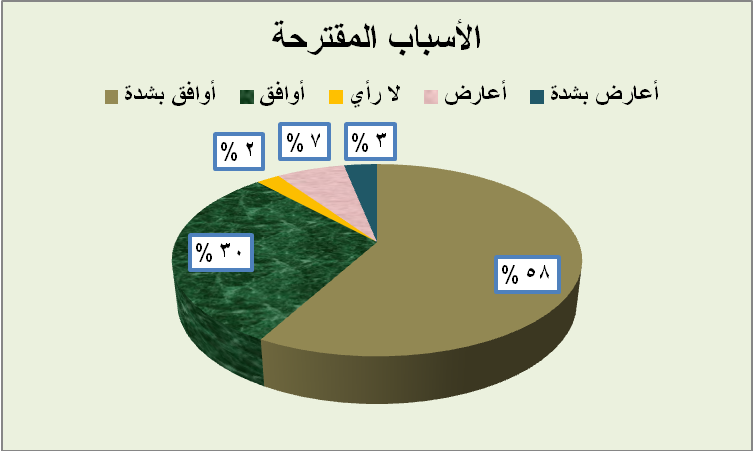 الأسباب المقترحة
أوافق بشدة أوافق لا رأي أعارض أعارض بشدة
% ٢ % ٧ % ٣
% ٣٠
% ٥٨